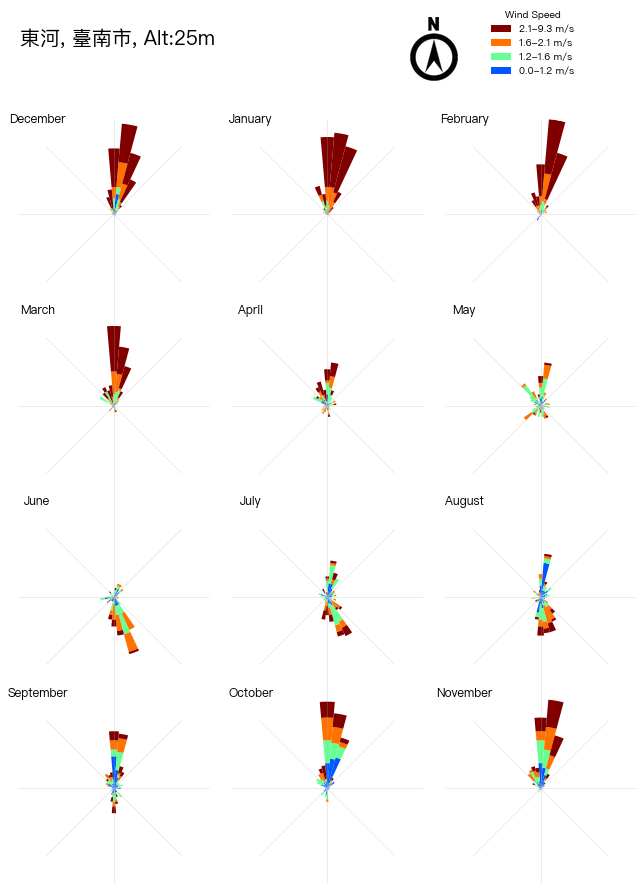 東河, 臺南市, Alt:25m
N
Wind Speed
2.1–9.3 m/s
1.6–2.1 m/s
1.2–1.6 m/s
0.0–1.2 m/s
December
January
February
March
April
May
June
July
August
September
October
November